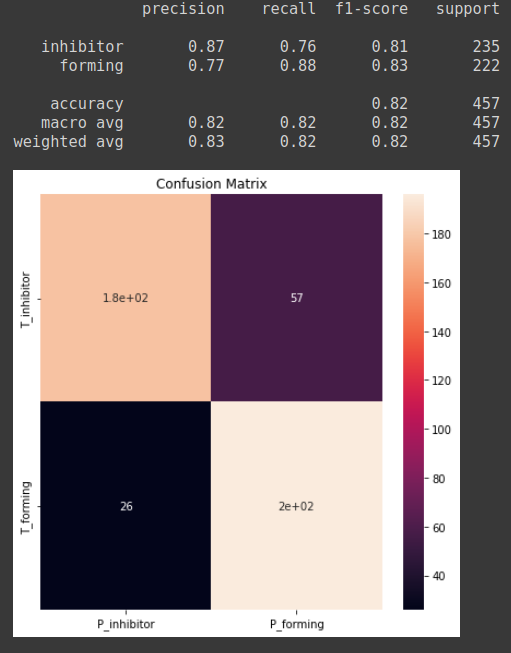 precision recall f1-score support
inhibitor 0.87 0.76 0.81 235
forming 0.77 0.88 0.83 222
accuracy 0.82 457
macro avg 0.82 0.82 0.82 457
weighted avg 0.83 0.82 0.82 457
Confusion Matrix
T_inhibitor
1.8e+02 57
T_forming
26 2e+02
P_inhibitor P_forming
180
160
140
120
100
80
60
40